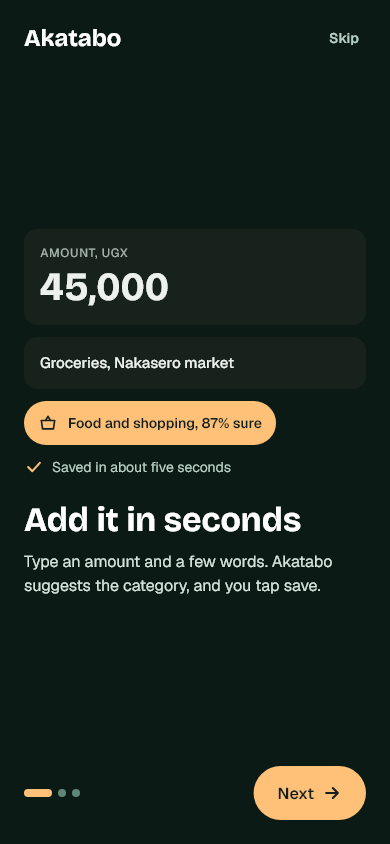 Akatabo
Skip
AMOUNT, UGX
45,000
Groceries, Nakasero market
Food and shopping, 87% sure
Saved in about five seconds
Add it in seconds
Type an amount and a few words. Akatabo
suggests the category, and you tap save.
Next